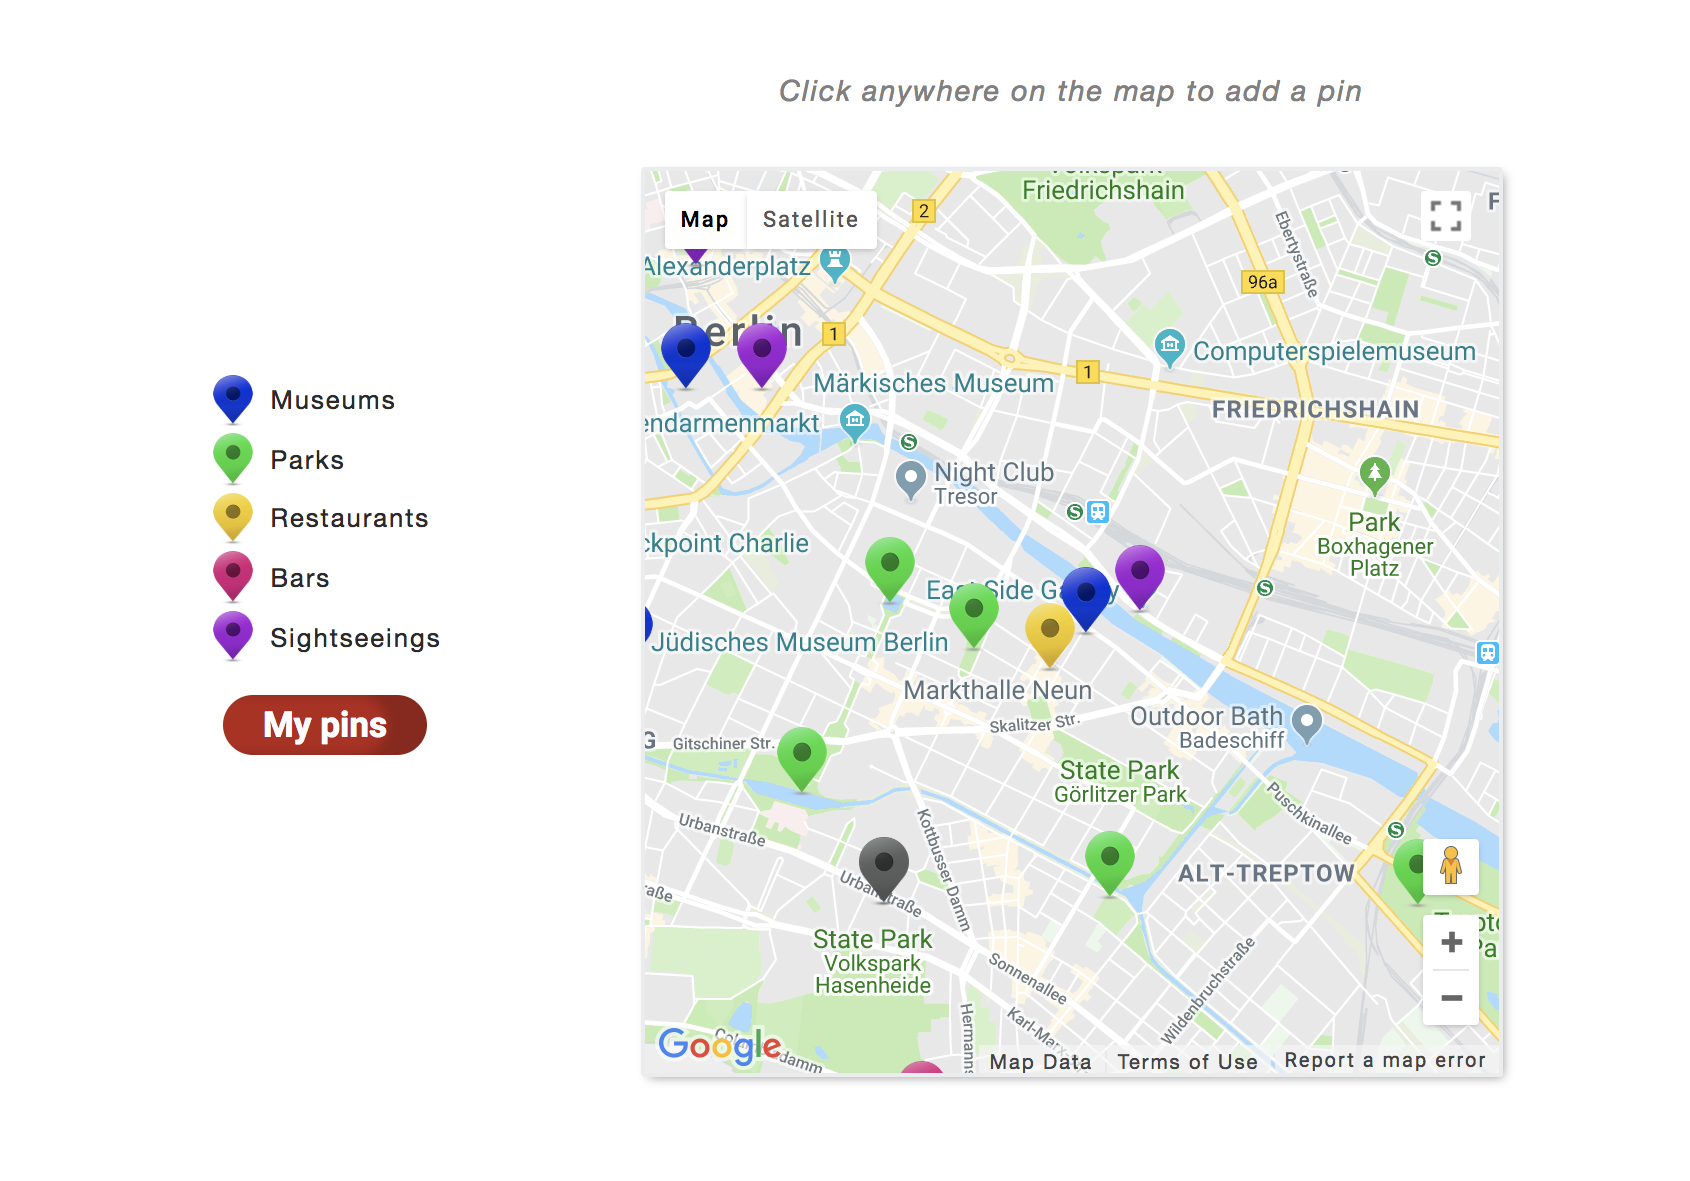 Click anywhere on the map to add a pin
Museums
Parks
Restaurants
Bars
Sightseeings
My pins
Map
Satellite
Friedrichshain
2
Alexanderplatz
Berlin
1
96a
Ebertystraße
S
F
Computerspielemuseum
1
Märkisches Museum
FRIEDRICHSHAIN
endarmenmarkt
S
Night Club
Tresor
S
Park
Boxhagener
Platz
ckpoint Charlie
East Side Gallery
S
Jüdisches Museum Berlin
Markthalle Neun
Skalitzer Str.
Outdoor Bath
Badeschiff
G
Gitschiner Str.
State Park
Görlitzer Park
Puschkinallee
Urbanstraße
Kottbusser Damm
S
ALT-TREPTOW
Urbanstraße
raße
State Park
Volkspark
Hasenheide
Sonnenallee
Wildenbruchstraße
Karl-Marx
Hermanns
Google
Map Data
Terms of Use
Report a map error